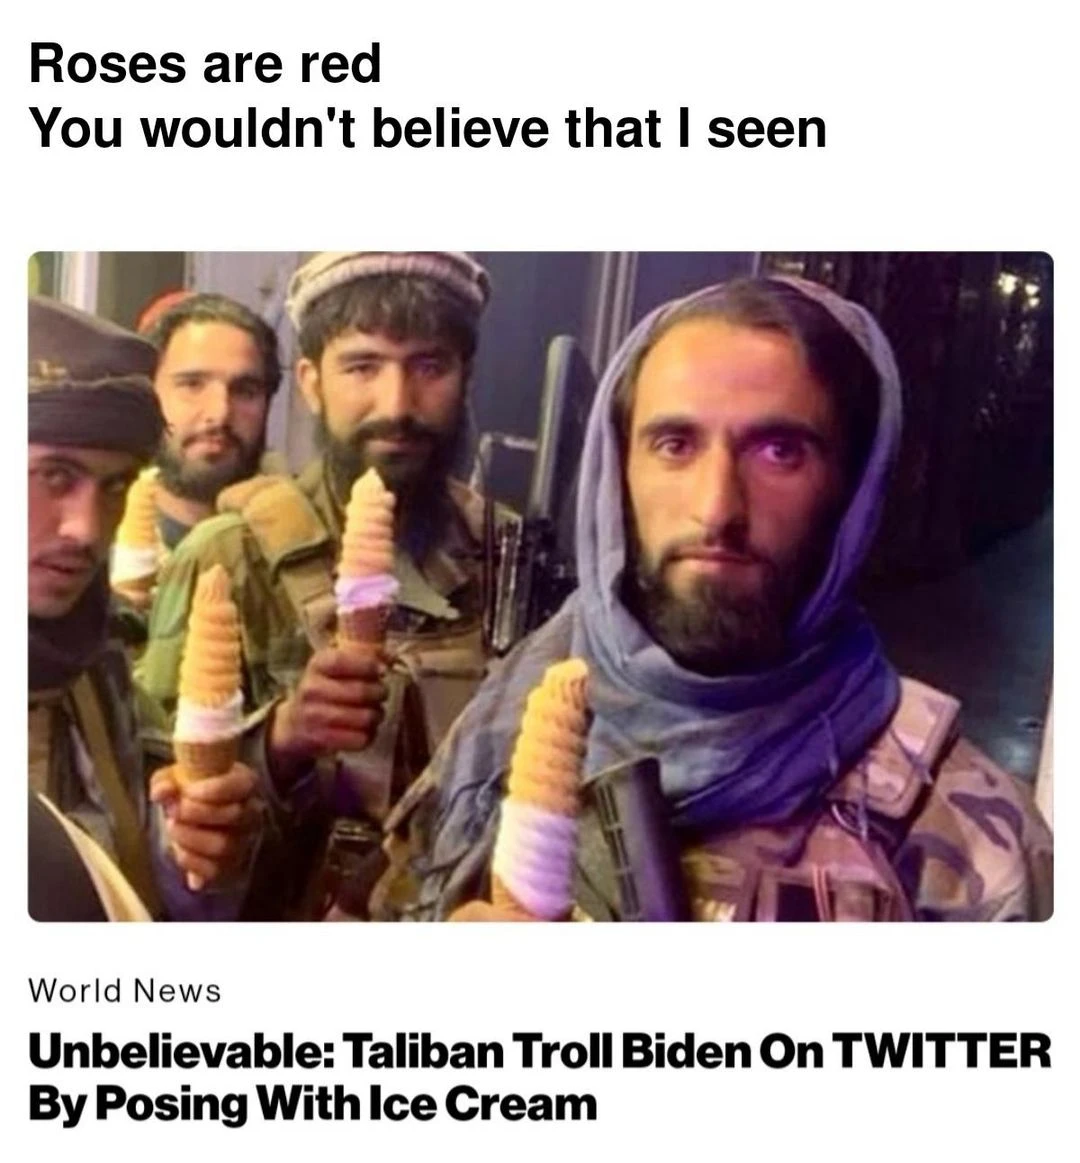 Roses are red
You wouldn't believe that I seen
World News
Unbelievable: Taliban Troll Biden On TWITTER
By Posing With Ice Cream